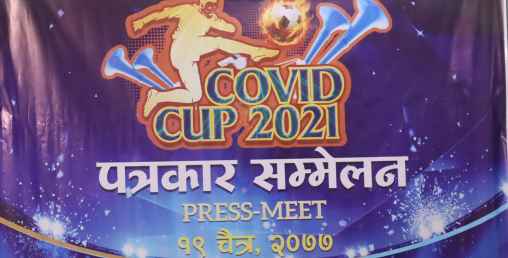 COVID
CUP 2021
पत्रकार सम्मेलन
PRESS-MEET
१९ चैत्र, २०७७